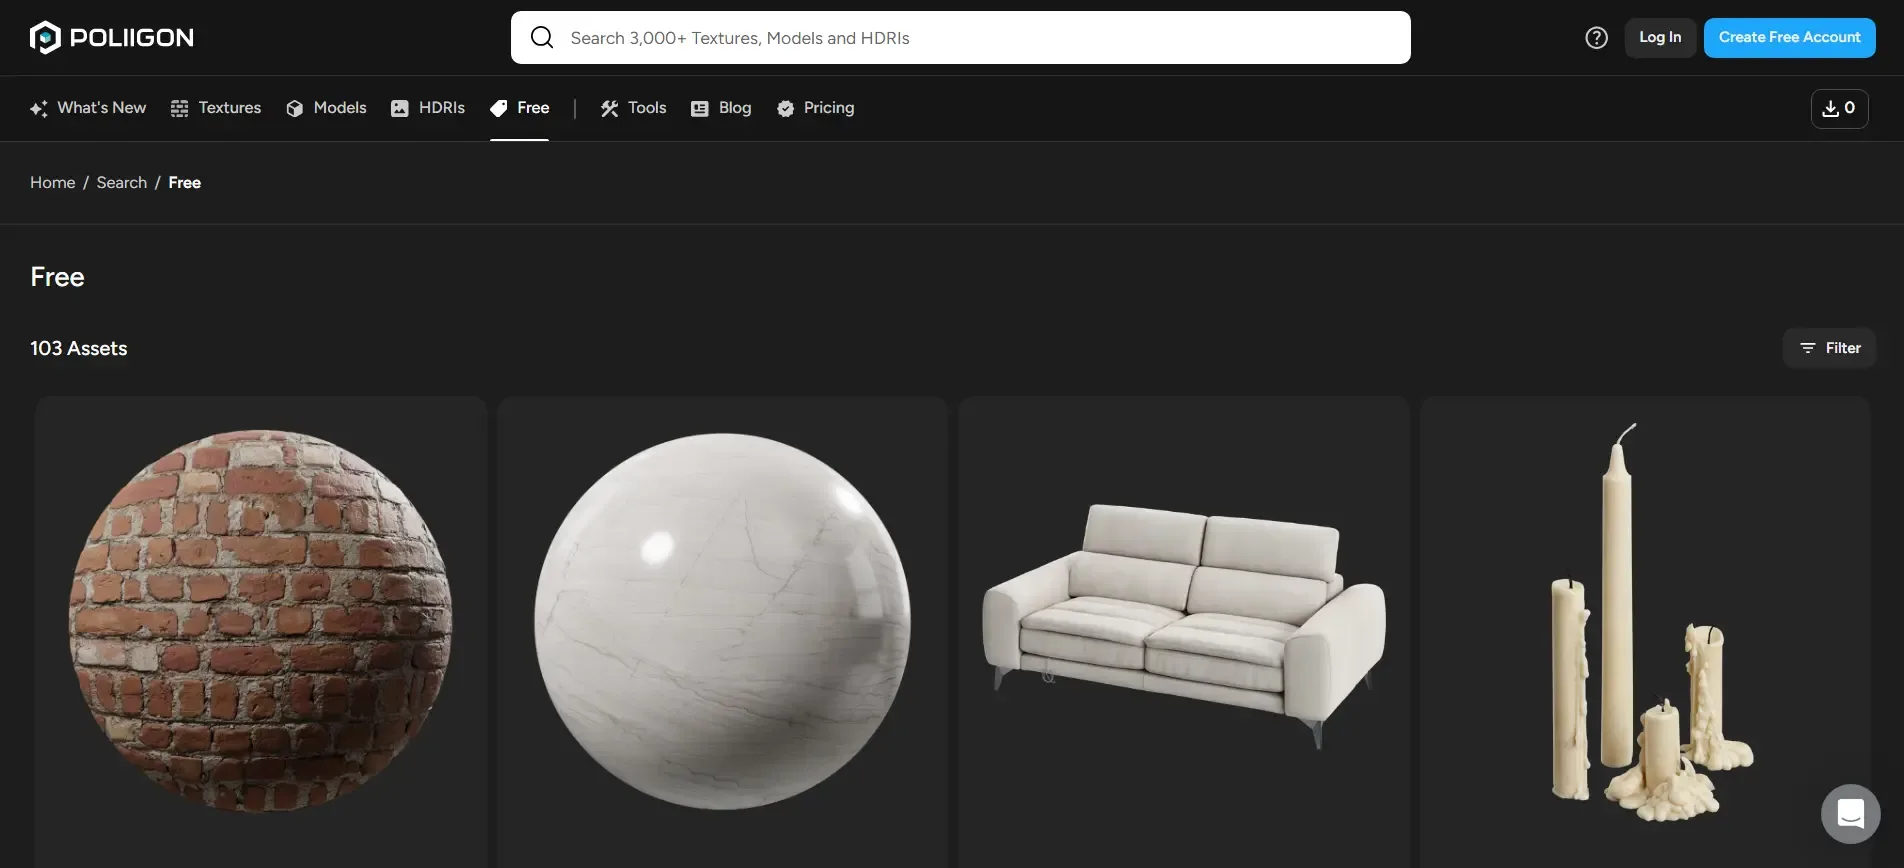 POLIIGON
Search 3,000+ Textures, Models and HDRIs
Log In
Create Free Account
What's New
Textures
Models
HDRIs
Free
Tools
Blog
Pricing
0
Home / Search / Free
Free
103 Assets
Filter